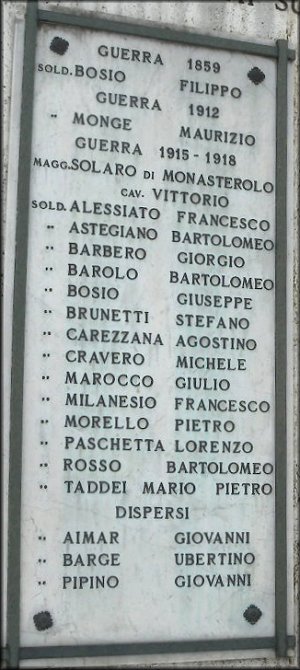 GUERRA 1859
SOLD. BOSIO FILIPPO
GUERRA 1912
" MONGE MAURIZIO
GUERRA 1915-1918
MAGG. SOLARO DI MONASTEROLO
CAV. VITTORIO
SOLD. ALESSIATO FRANCESCO
" ASTEGIANO BARTOLOMEO
" BARBERO GIORGIO
" BAROLO BARTOLOMEO
" BOSIO GIUSEPPE
" BRUNETTI STEFANO
" CAREZZANA AGOSTINO
" CRAVERO MICHELE
" MAROCCO GIULIO
" MILANESIO FRANCESCO
" MORELLO PIETRO
" PASCHETTA LORENZO
" ROSSO BARTOLOMEO
" TADDEI MARIO PIETRO
DISPERSI
" AIMAR GIOVANNI
" BARGE UBERTINO
" PIPINO GIOVANNI